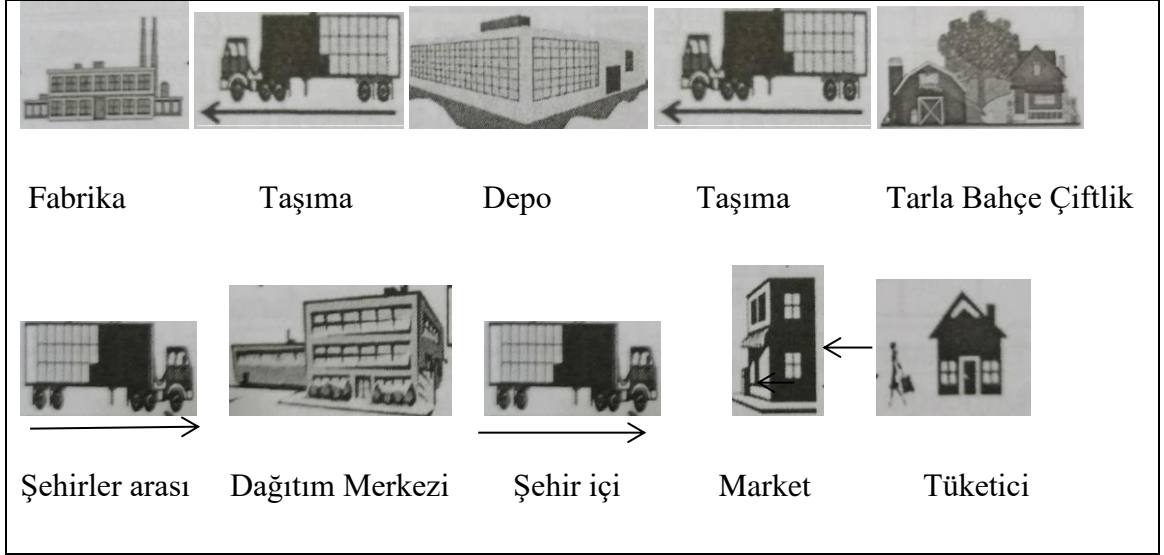 Fabrika Taşıma Depo Taşıma Tarla Bahçe Çiftlik
Şehirler arası Dağıtım Merkezi Şehir içi Market Tüketici